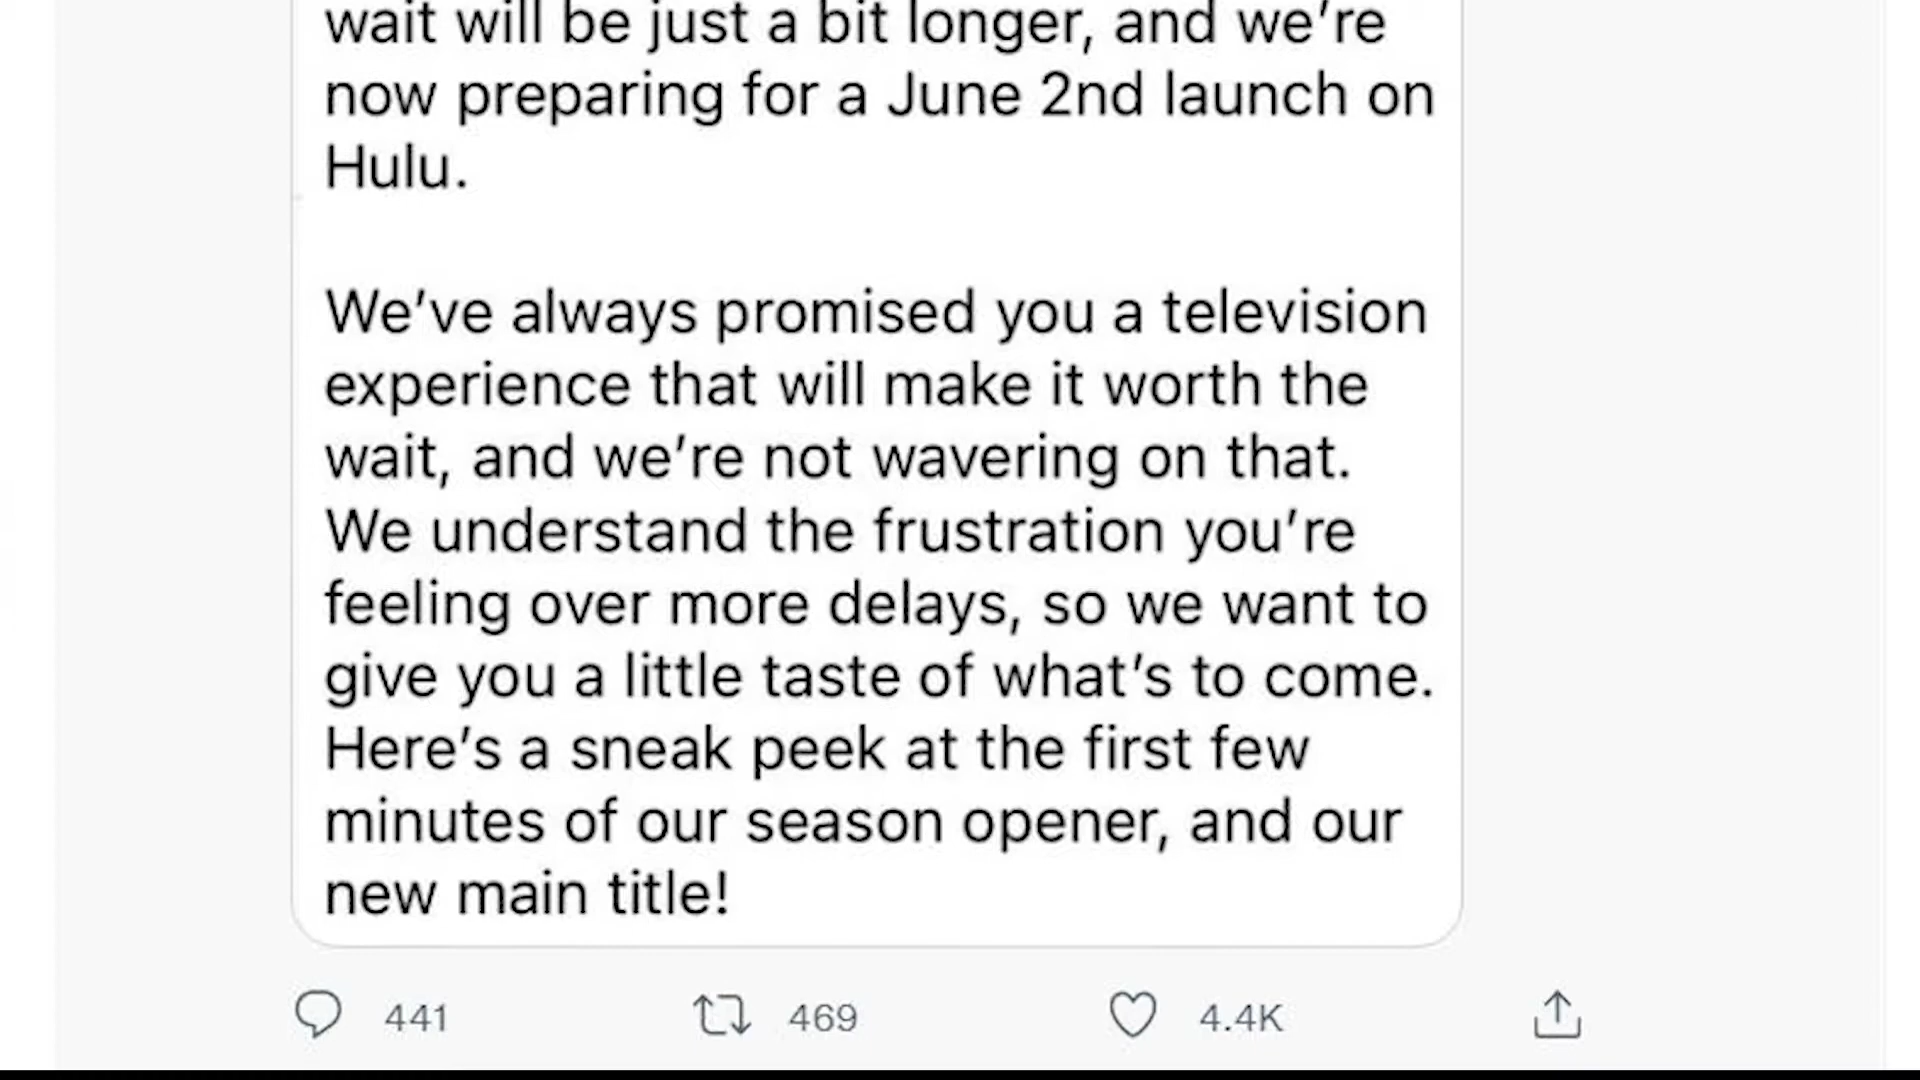 wait will be just a bit longer, and we’re
now preparing for a June 2nd launch on
Hulu.
We’ve always promised you a television
experience that will make it worth the
wait, and we’re not wavering on that.
We understand the frustration you’re
feeling over more delays, so we want to
give you a little taste of what’s to come.
Here’s a sneak peek at the first few
minutes of our season opener, and our
new main title!
441 469 4.4K